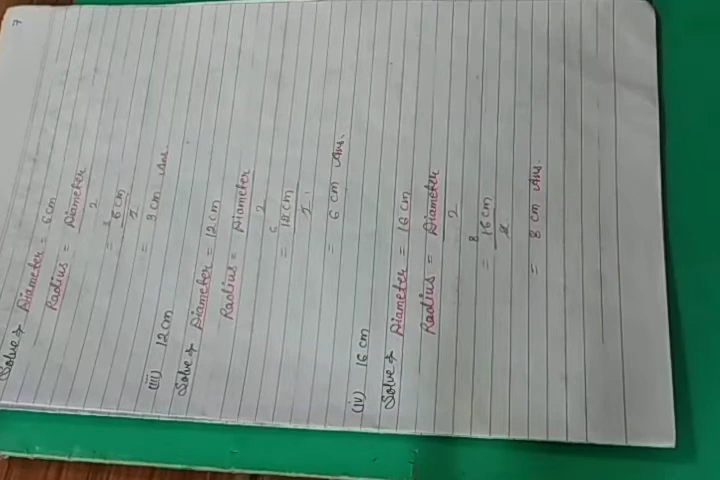 7
Solve →
Diameter = 6 cm
Radius = Diameter
2
= 3 6 cm
2
= 3 cm Ans.
(iii) 12 cm
Solve → Diameter = 12 cm
Radius = Diameter
2
= 6 12 cm
2
= 6 cm Ans.
(iv) 16 cm
Solve → Diameter = 16 cm
Radius = Diameter
2
= 8 16 cm
2
= 8 cm Ans.